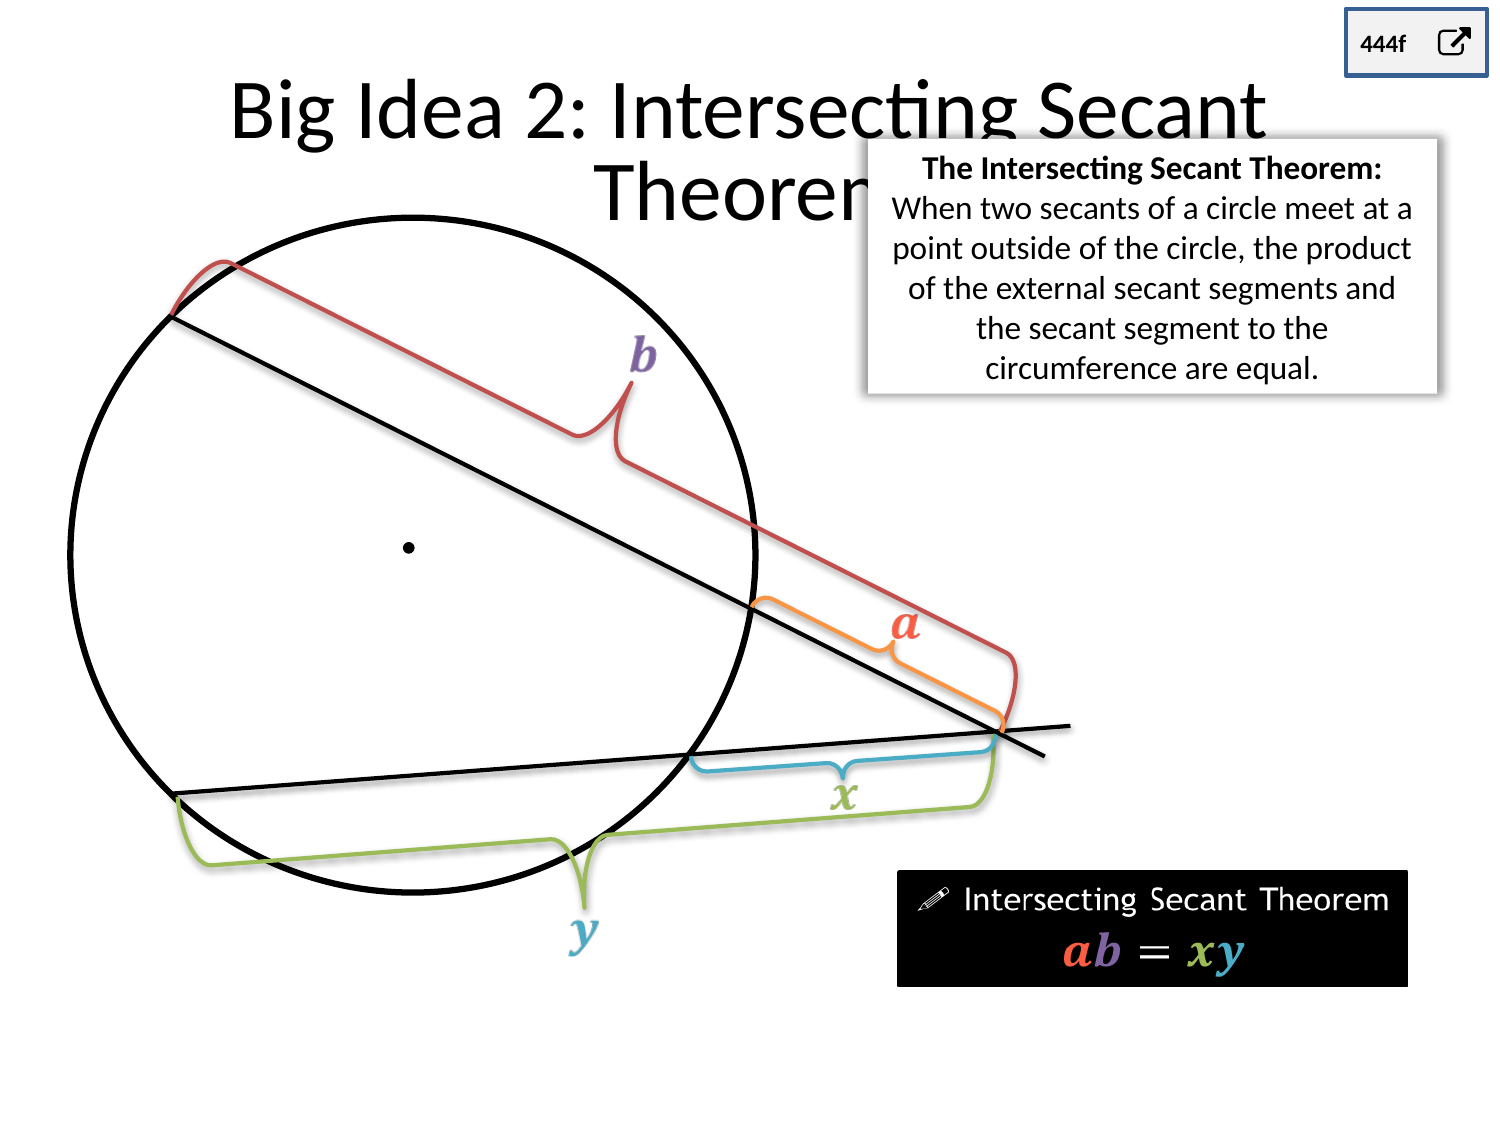 444f
Big Idea 2: Intersecting Secant
The Intersecting Secant Theorem:
When two secants of a circle meet at a
point outside of the circle, the product
of the external secant segments and
the secant segment to the
circumference are equal.
b
a
x
y
Intersecting Secant Theorem
ab = xy